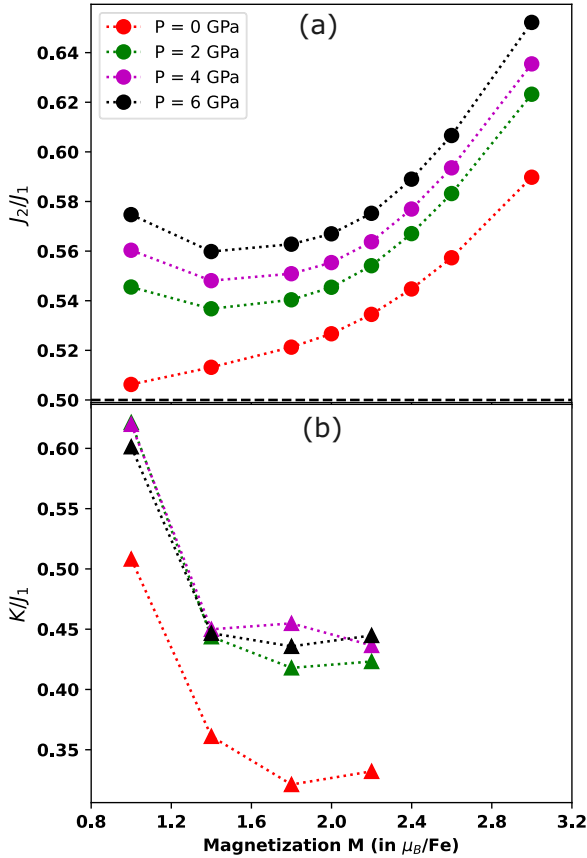 (a)
P = 0 GPa
P = 2 GPa
P = 4 GPa
P = 6 GPa
0.64
0.62
0.60
0.58
0.56
0.54
0.52
0.50
J₂/J₁
(b)
0.60
0.55
0.50
0.45
0.40
0.35
K/J₁
0.8 1.2 1.6 2.0 2.4 2.8 3.2
Magnetization M (in μ_B/Fe)